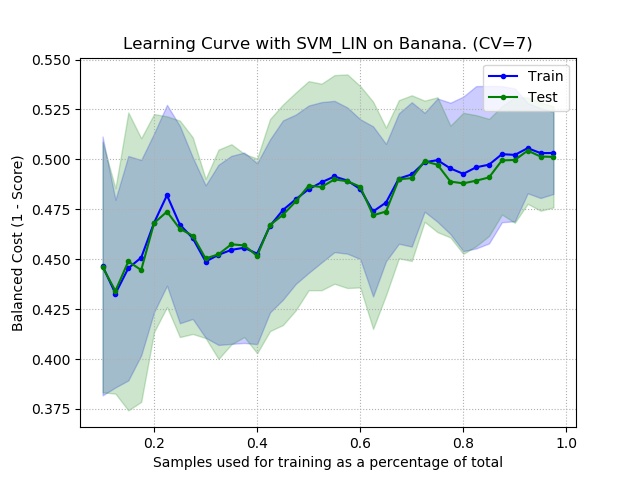 Learning Curve with SVM_LIN on Banana. (CV=7)
Balanced Cost (1 - Score)
0.550
0.525
0.500
0.475
0.450
0.425
0.400
0.375
Train
Test
0.2 0.4 0.6 0.8 1.0
Samples used for training as a percentage of total